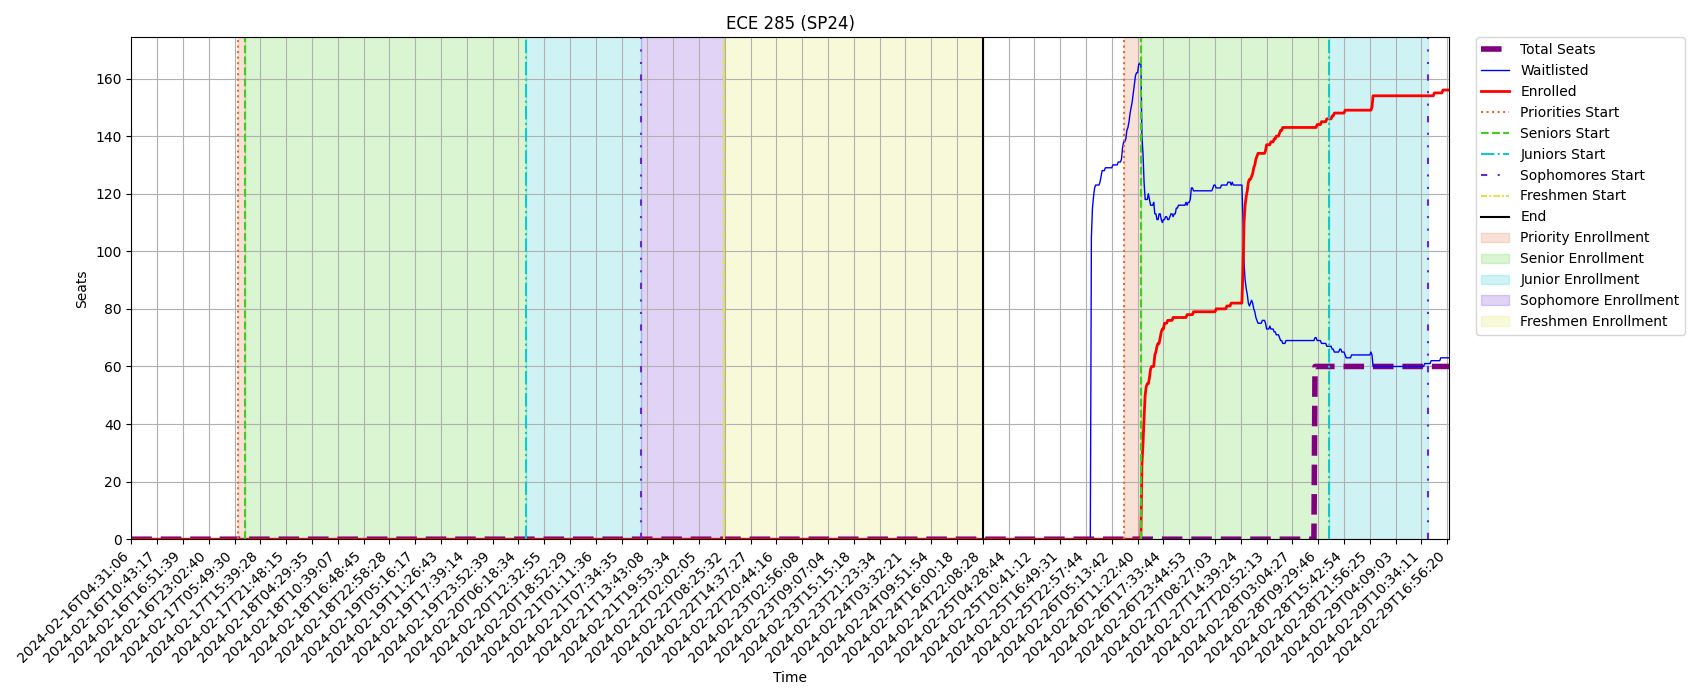 ECE 285 (SP24)
Seats
160
140
120
100
80
60
40
20
0
2024-02-16T04:31:06
2024-02-16T10:43:17
2024-02-16T16:51:39
2024-02-16T23:02:40
2024-02-17T05:49:30
2024-02-17T15:39:28
2024-02-17T21:48:15
2024-02-18T04:29:35
2024-02-18T10:39:07
2024-02-18T16:48:45
2024-02-18T22:58:28
2024-02-19T05:16:17
2024-02-19T11:26:43
2024-02-19T17:39:14
2024-02-19T23:52:39
2024-02-20T06:18:34
2024-02-20T12:32:55
2024-02-20T18:52:29
2024-02-21T01:11:36
2024-02-21T07:34:35
2024-02-21T13:43:08
2024-02-21T19:53:34
2024-02-22T02:02:05
2024-02-22T08:25:32
2024-02-22T14:37:27
2024-02-22T20:44:16
2024-02-23T02:56:08
2024-02-23T09:07:04
2024-02-23T15:15:18
2024-02-23T21:23:34
2024-02-24T03:32:21
2024-02-24T09:51:54
2024-02-24T16:00:18
2024-02-24T22:08:28
2024-02-25T04:28:44
2024-02-25T10:41:12
2024-02-25T16:49:31
2024-02-25T22:57:44
2024-02-26T05:13:42
2024-02-26T11:22:40
2024-02-26T17:33:44
2024-02-26T23:44:53
2024-02-27T08:27:03
2024-02-27T14:39:24
2024-02-27T20:52:13
2024-02-28T03:04:27
2024-02-28T09:29:46
2024-02-28T15:42:54
2024-02-28T21:56:25
2024-02-29T04:09:03
2024-02-29T10:34:11
2024-02-29T16:56:20
Time
Total Seats
Waitlisted
Enrolled
Priorities Start
Seniors Start
Juniors Start
Sophomores Start
Freshmen Start
End
Priority Enrollment
Senior Enrollment
Junior Enrollment
Sophomore Enrollment
Freshmen Enrollment